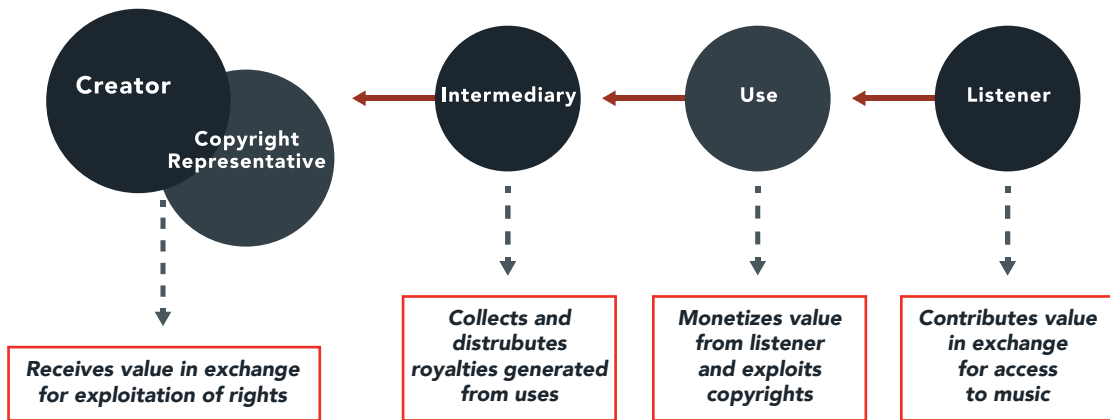 Creator
Copyright
Representative
Intermediary
Use
Listener
Receives value in exchange
for exploitation of rights
Collects and
distrubutes
royalties generated
from uses
Monetizes value
from listener
and exploits
copyrights
Contributes value
in exchange
for access
to music